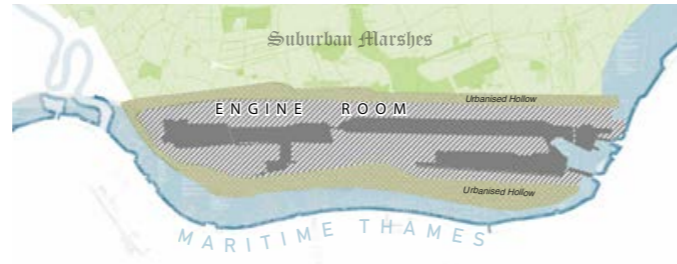 Suburban Marshes
Urbanised Hollow
ENGINE ROOM
Urbanised Hollow
MARITIME THAMES